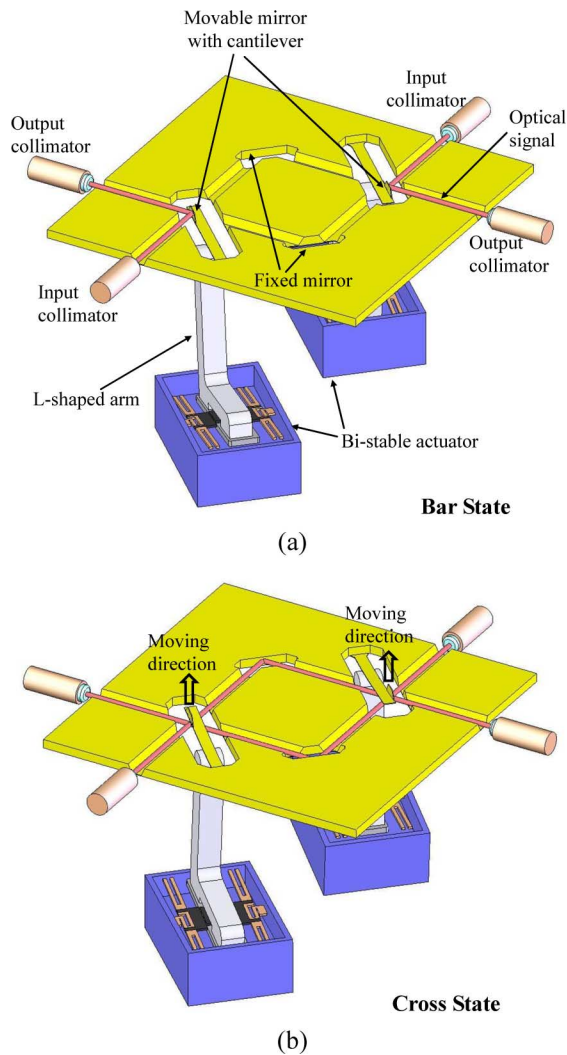 Movable mirror
with cantilever
Input
collimator
Output
collimator
Optical
signal
Fixed mirror
Output
collimator
Input
collimator
L-shaped arm
Bi-stable actuator
Bar State
(a)
Moving
direction
Moving
direction
Cross State
(b)